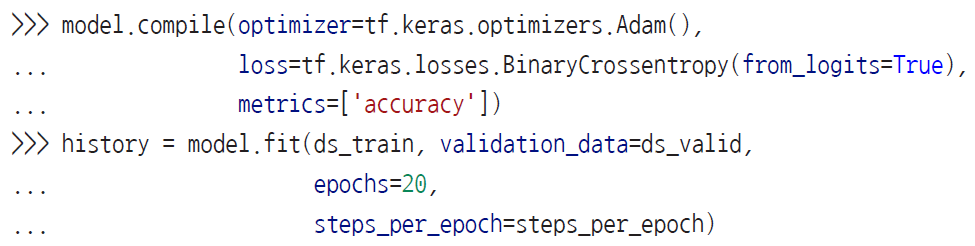 >>> model.compile(optimizer=tf.keras.optimizers.Adam(),
...               loss=tf.keras.losses.BinaryCrossentropy(from_logits=True),
...               metrics=['accuracy'])
>>> history = model.fit(ds_train, validation_data=ds_valid,
...                     epochs=20,
...                     steps_per_epoch=steps_per_epoch)